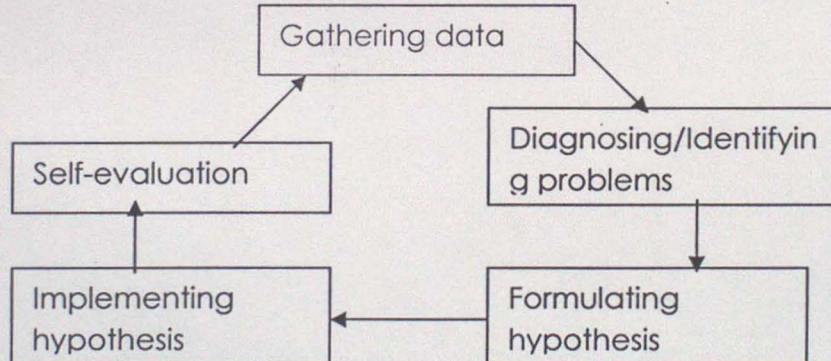 Gathering data
Diagnosing/Identifyin
g problems
Self-evaluation
Implementing
hypothesis
Formulating
hypothesis